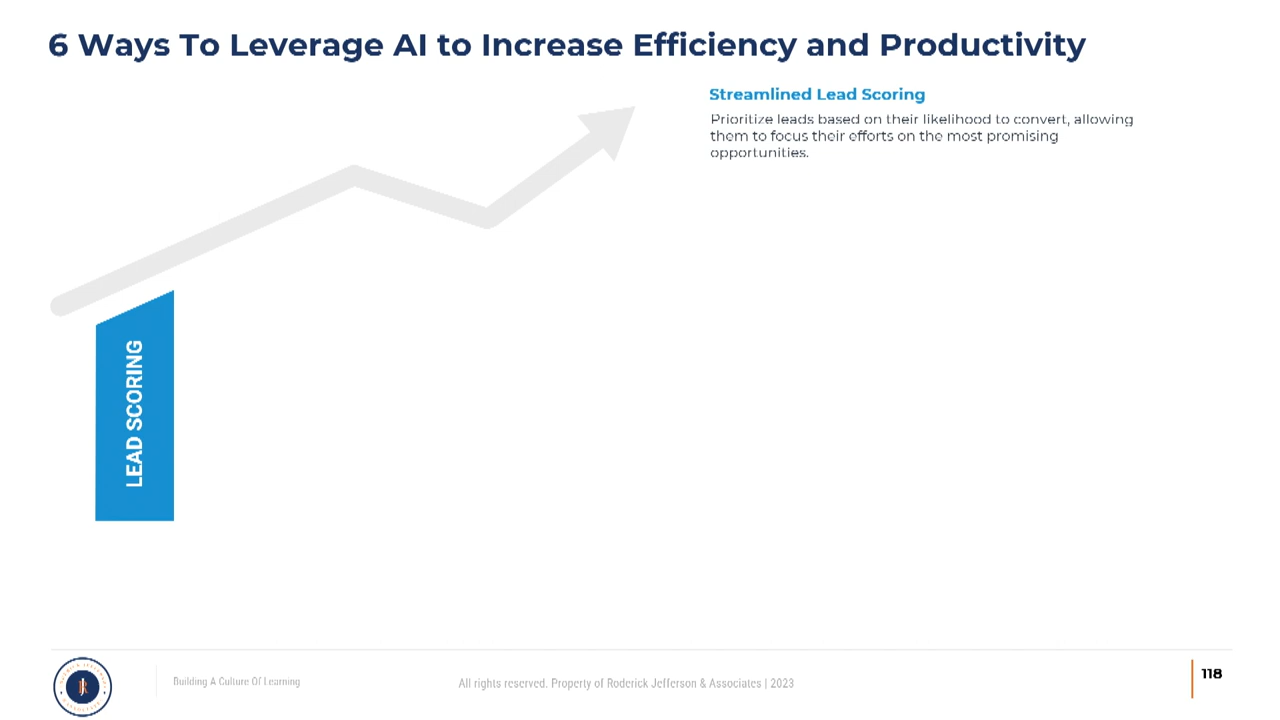 6 Ways To Leverage AI to Increase Efficiency and Productivity
Streamlined Lead Scoring
Prioritize leads based on their likelihood to convert, allowing
them to focus their efforts on the most promising
opportunities.
LEAD SCORING
Building A Culture Of Learning
All rights reserved. Property of Roderick Jefferson & Associates | 2023
118